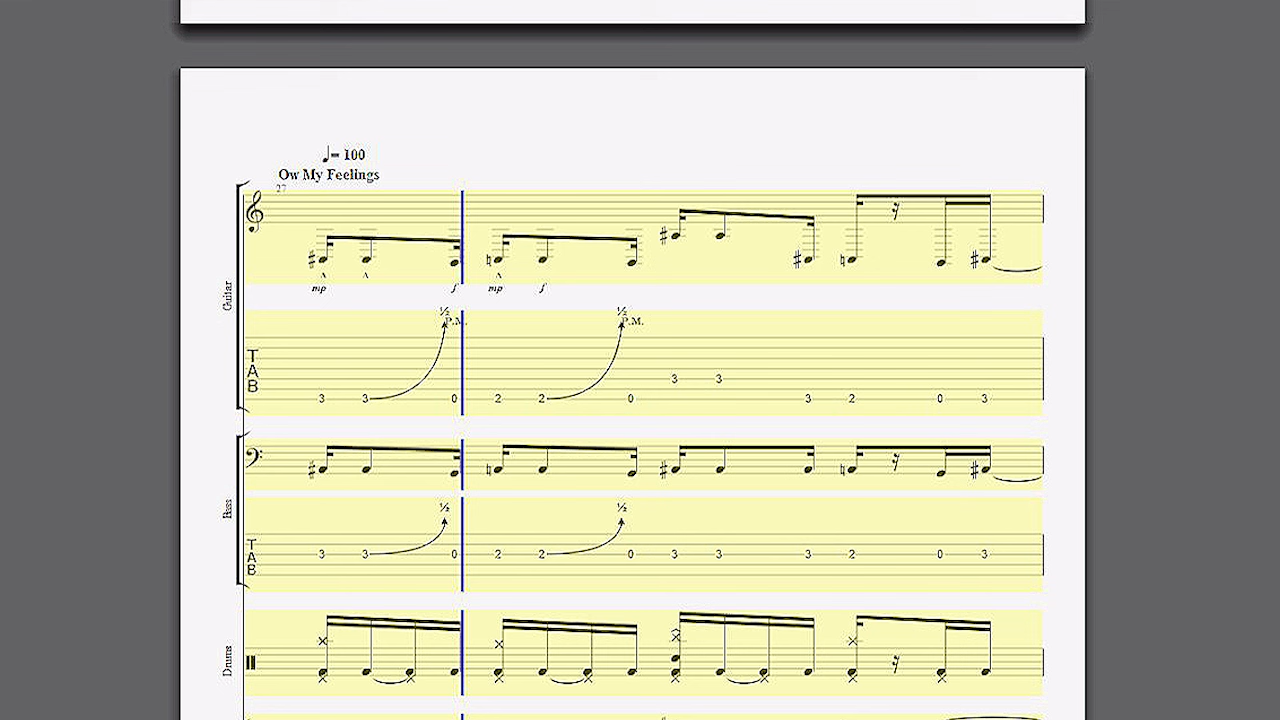 ♩= 100
Ow My Feelings
27
Guitar
mp f mp f
½ ½
P.M. P.M.
T
A
B
3 3
3 3 0 2 2 0 3 2 0 3
Bass
½ ½
T
A
B
3 3 0 2 2 0 3 3 3 2 0 3
Drums